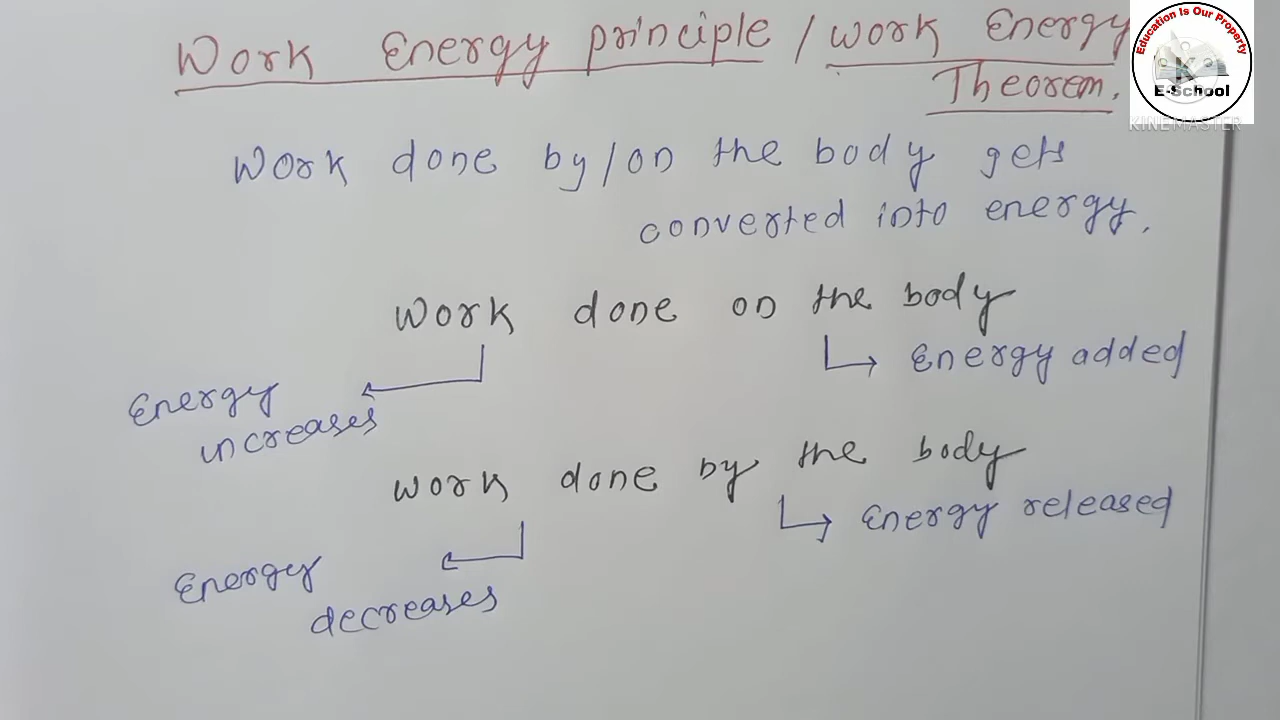 Work Energy principle / work Energy
Theorem.
Work done by/on the body gets
converted into energy.
Work done on the body
Energy added
Energy
increases
work done by the body
Energy released
Energy
decreases
Education Is Our Property
K
E-School
KINEMASTER